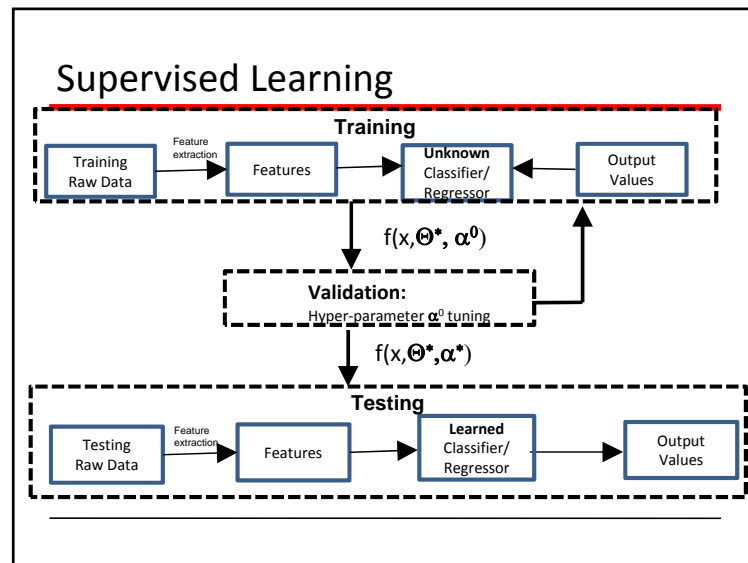 Supervised Learning
Training
Training
Raw Data
Feature
extraction
Features
Unknown
Classifier/
Regressor
Output
Values
f(x,Θ*, α⁰)
Validation:
Hyper-parameter α⁰ tuning
f(x,Θ*,α*)
Testing
Testing
Raw Data
Feature
extraction
Features
Learned
Classifier/
Regressor
Output
Values